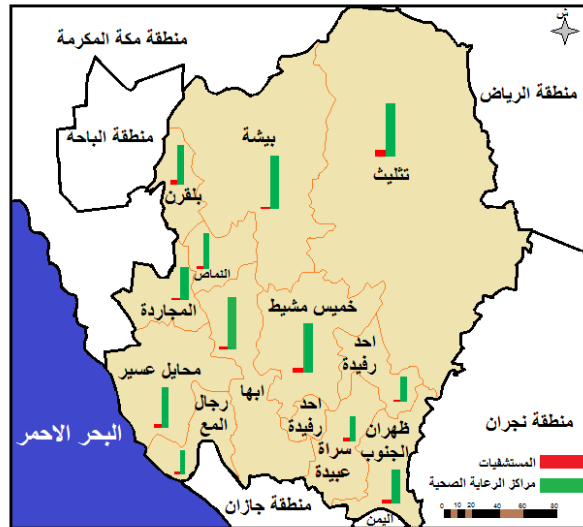 ش
منطقة مكة المكرمة
منطقة الرياض
منطقة الباحة
بيشة
تثليث
بلقرن
النماص
المجاردة
خميس مشيط
احد
رفيدة
محايل عسير
رجال
المع
ابها
احد
رفيدة
ظهران
الجنوب
سراة
عبيدة
البحر الاحمر
منطقة نجران
المستشفيات
مراكز الرعاية الصحية
منطقة جازان
اليمن
0 10 20 40 60 80